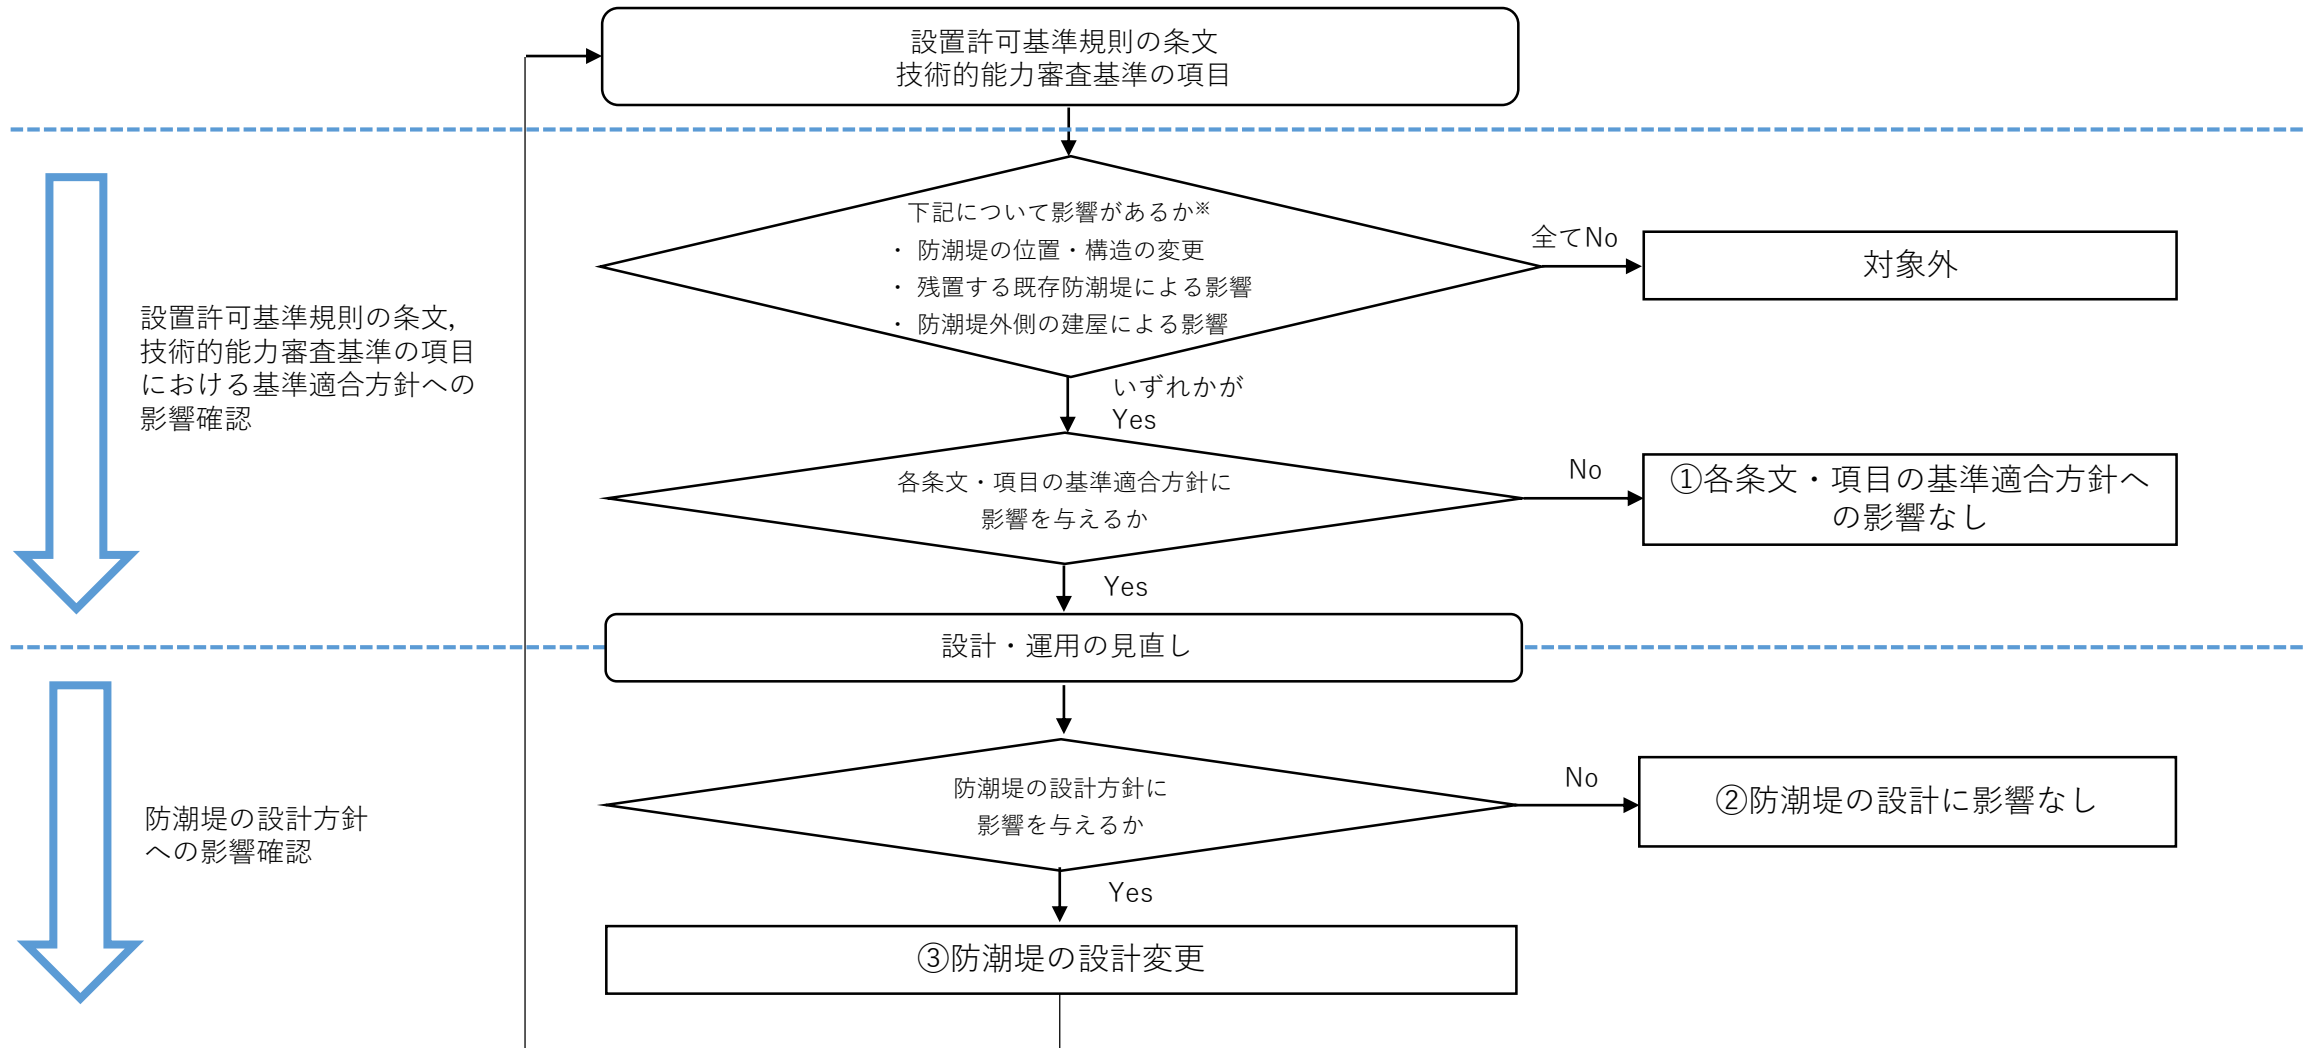 設置許可基準規則の条文
技術的能力審査基準の項目
下記について影響があるか※
・ 防潮堤の位置・構造の変更
・ 残置する既存防潮堤による影響
・ 防潮堤外側の建屋による影響
全てNo
対象外
設置許可基準規則の条文,
技術的能力審査基準の項目
における基準適合方針への
影響確認
いずれかが
Yes
各条文・項目の基準適合方針に
影響を与えるか
No
①各条文・項目の基準適合方針へ
の影響なし
Yes
設計・運用の見直し
防潮堤の設計方針に
影響を与えるか
No
②防潮堤の設計に影響なし
防潮堤の設計方針
への影響確認
Yes
③防潮堤の設計変更